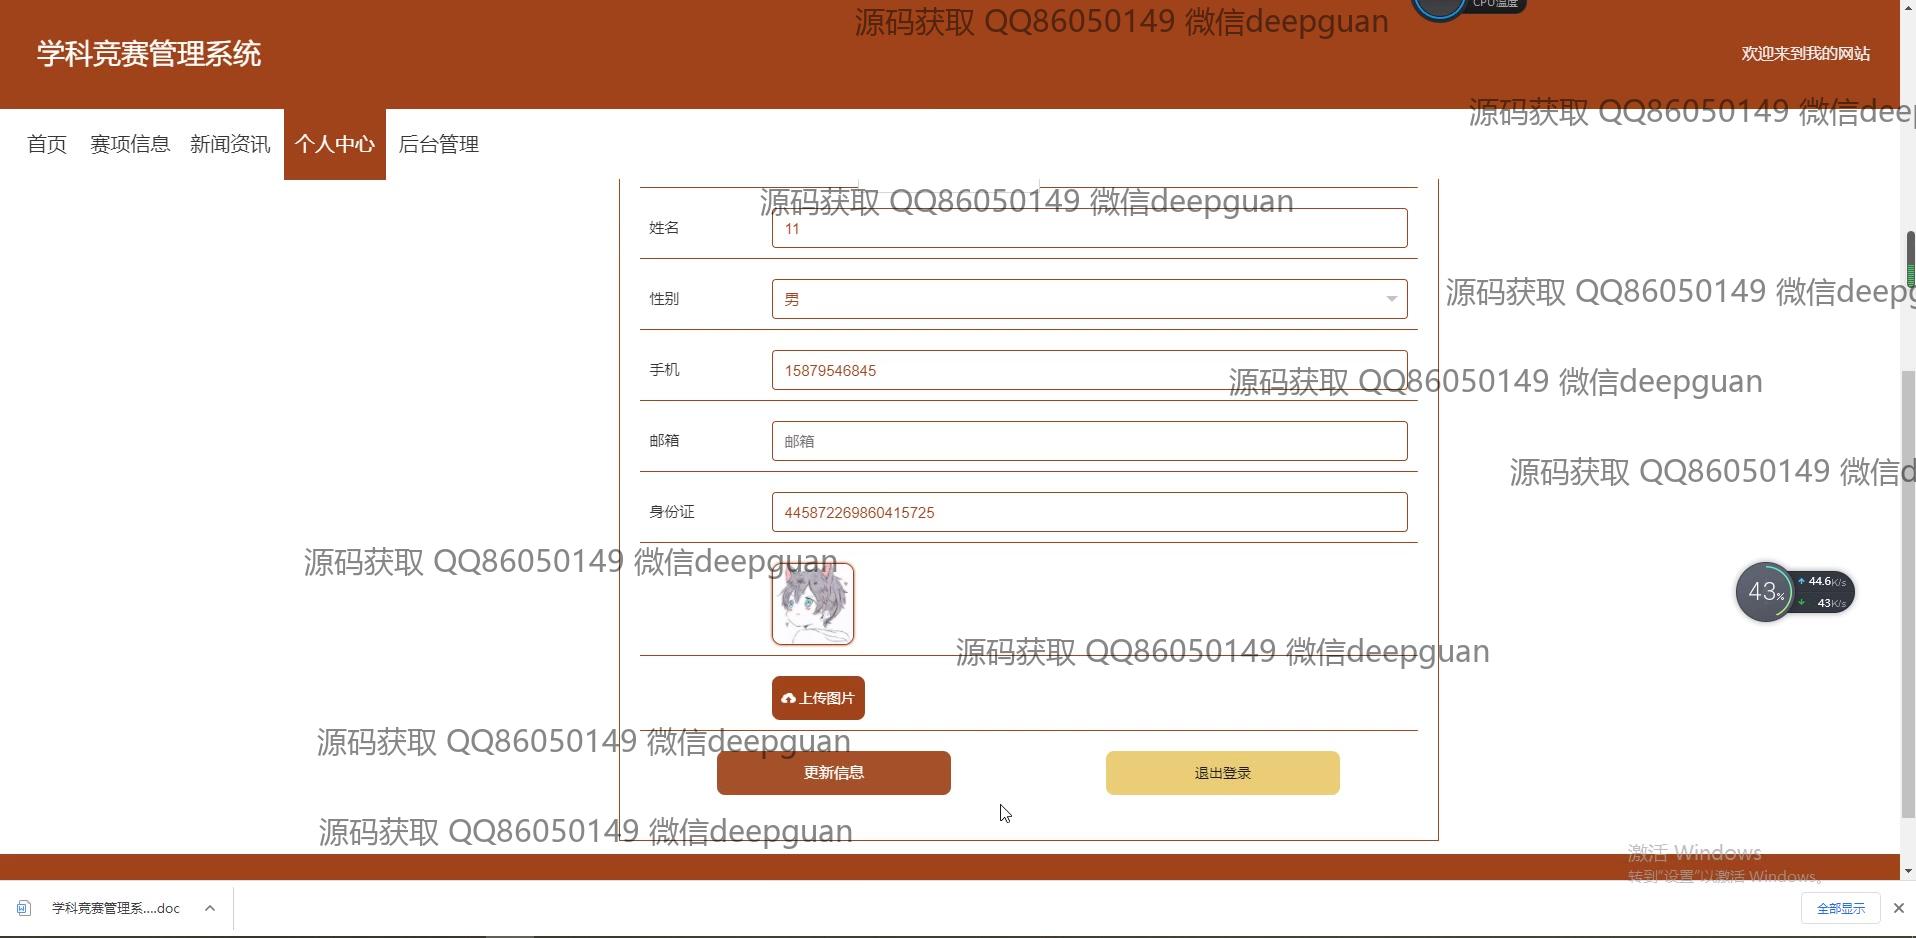 CPU温度
源码获取 QQ86050149 微信deepguan
学科竞赛管理系统
欢迎来到我的网站
源码获取 QQ86050149 微信deep
首页 赛项信息 新闻资讯 个人中心 后台管理
源码获取 QQ86050149 微信deepguan
姓名 11
性别 男
源码获取 QQ86050149 微信deepg
手机 15879546845
源码获取 QQ86050149 微信deepguan
邮箱 邮箱
源码获取 QQ86050149 微信d
身份证 445872269860415725
源码获取 QQ86050149 微信deepguan
43% 44.6K/s
43K/s
源码获取 QQ86050149 微信deepguan
上传图片
源码获取 QQ86050149 微信deepguan
更新信息 退出登录
源码获取 QQ86050149 微信deepguan
激活 Windows
转到"设置"以激活 Windows。
学科竞赛管理系....doc
全部显示